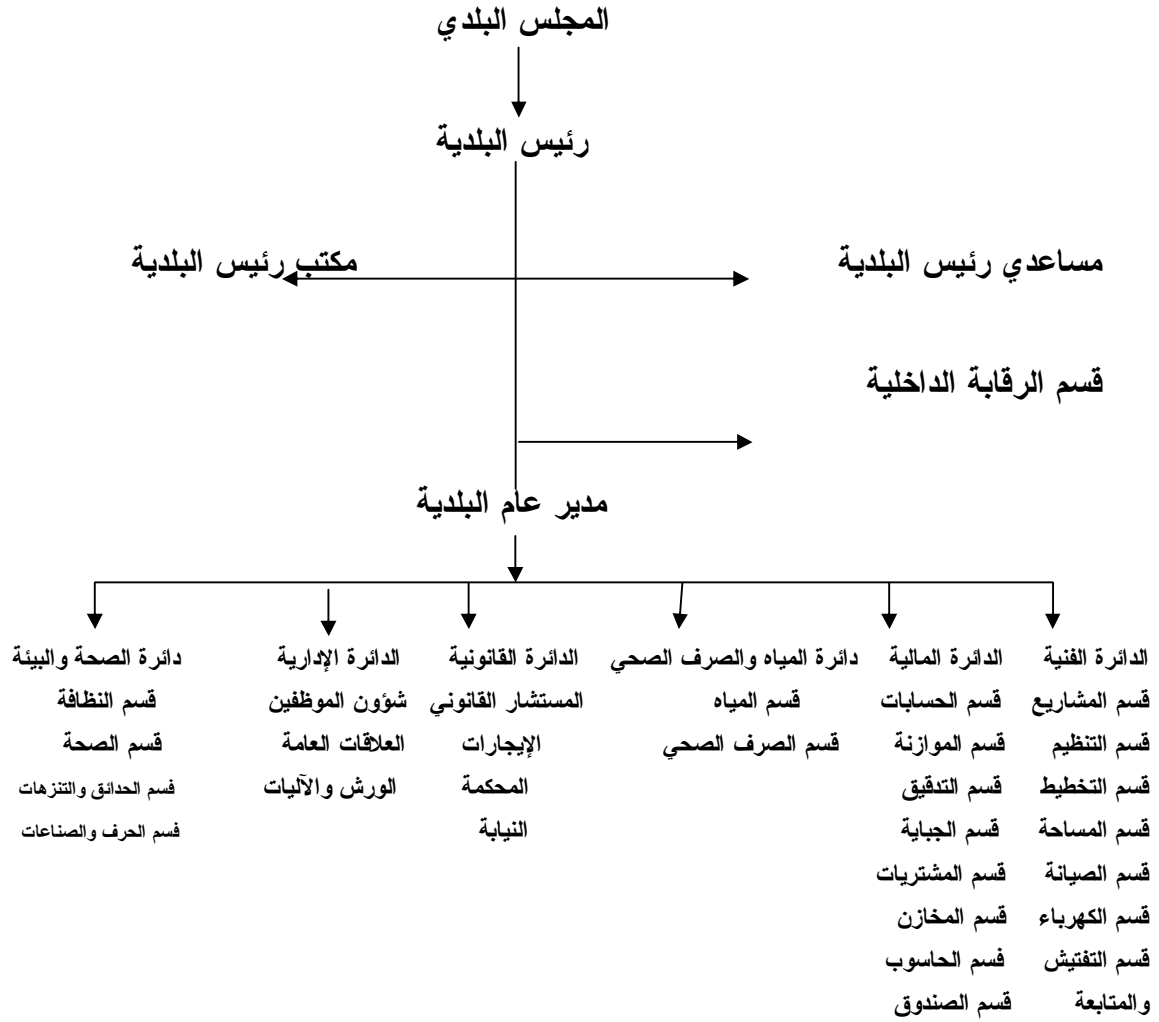 المجلس البلدي
رئيس البلدية
مساعدي رئيس البلدية
مكتب رئيس البلدية
قسم الرقابة الداخلية
مدير عام البلدية
الدائرة الفنية
قسم المشاريع
قسم التنظيم
قسم التخطيط
قسم المساحة
قسم الصيانة
قسم الكهرباء
قسم التفتيش
والمتابعة
الدائرة المالية
قسم الحسابات
قسم الموازنة
قسم التدقيق
قسم الجباية
قسم المشتريات
قسم المخازن
فسم الحاسوب
قسم الصندوق
دائرة المياه والصرف الصحي
قسم المياه
قسم الصرف الصحي
الدائرة القانونية
المستشار القانوني
الإيجارات
المحكمة
النيابة
الدائرة الإدارية
شؤون الموظفين
العلاقات العامة
الورش والآليات
دائرة الصحة والبيئة
قسم النظافة
قسم الصحة
فسم الحدائق والتنزهات
فسم الحرف والصناعات